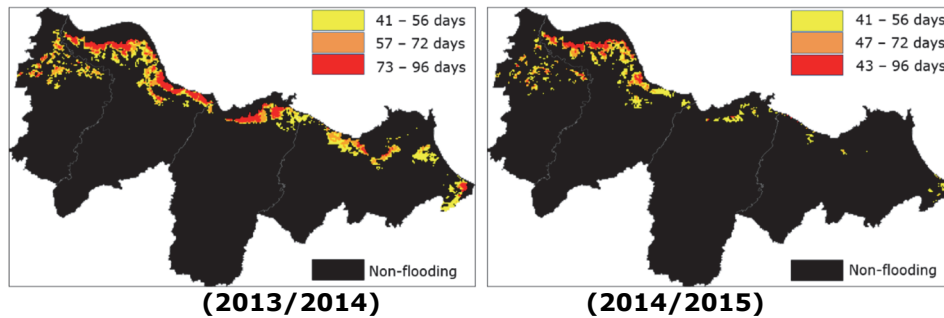 41 – 56 days
57 – 72 days
73 – 96 days
Non-flooding
(2013/2014)
41 – 56 days
47 – 72 days
43 – 96 days
Non-flooding
(2014/2015)